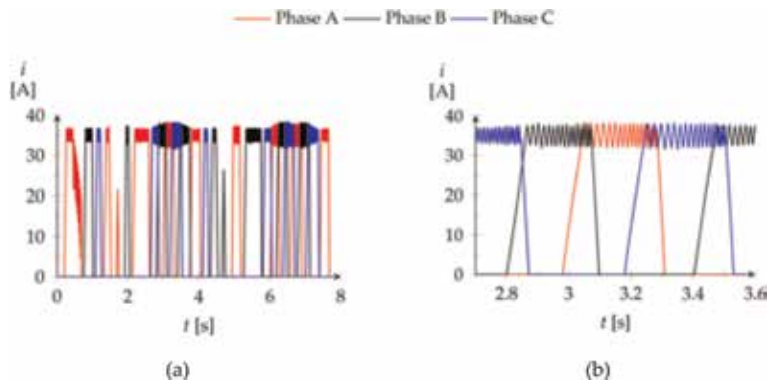 Phase A Phase B Phase C
i
[A]
40
30
20
10
0
0 2 4 6 8
t [s]
(a)
i
[A]
40
30
20
10
0
2.8 3 3.2 3.4 3.6
t [s]
(b)